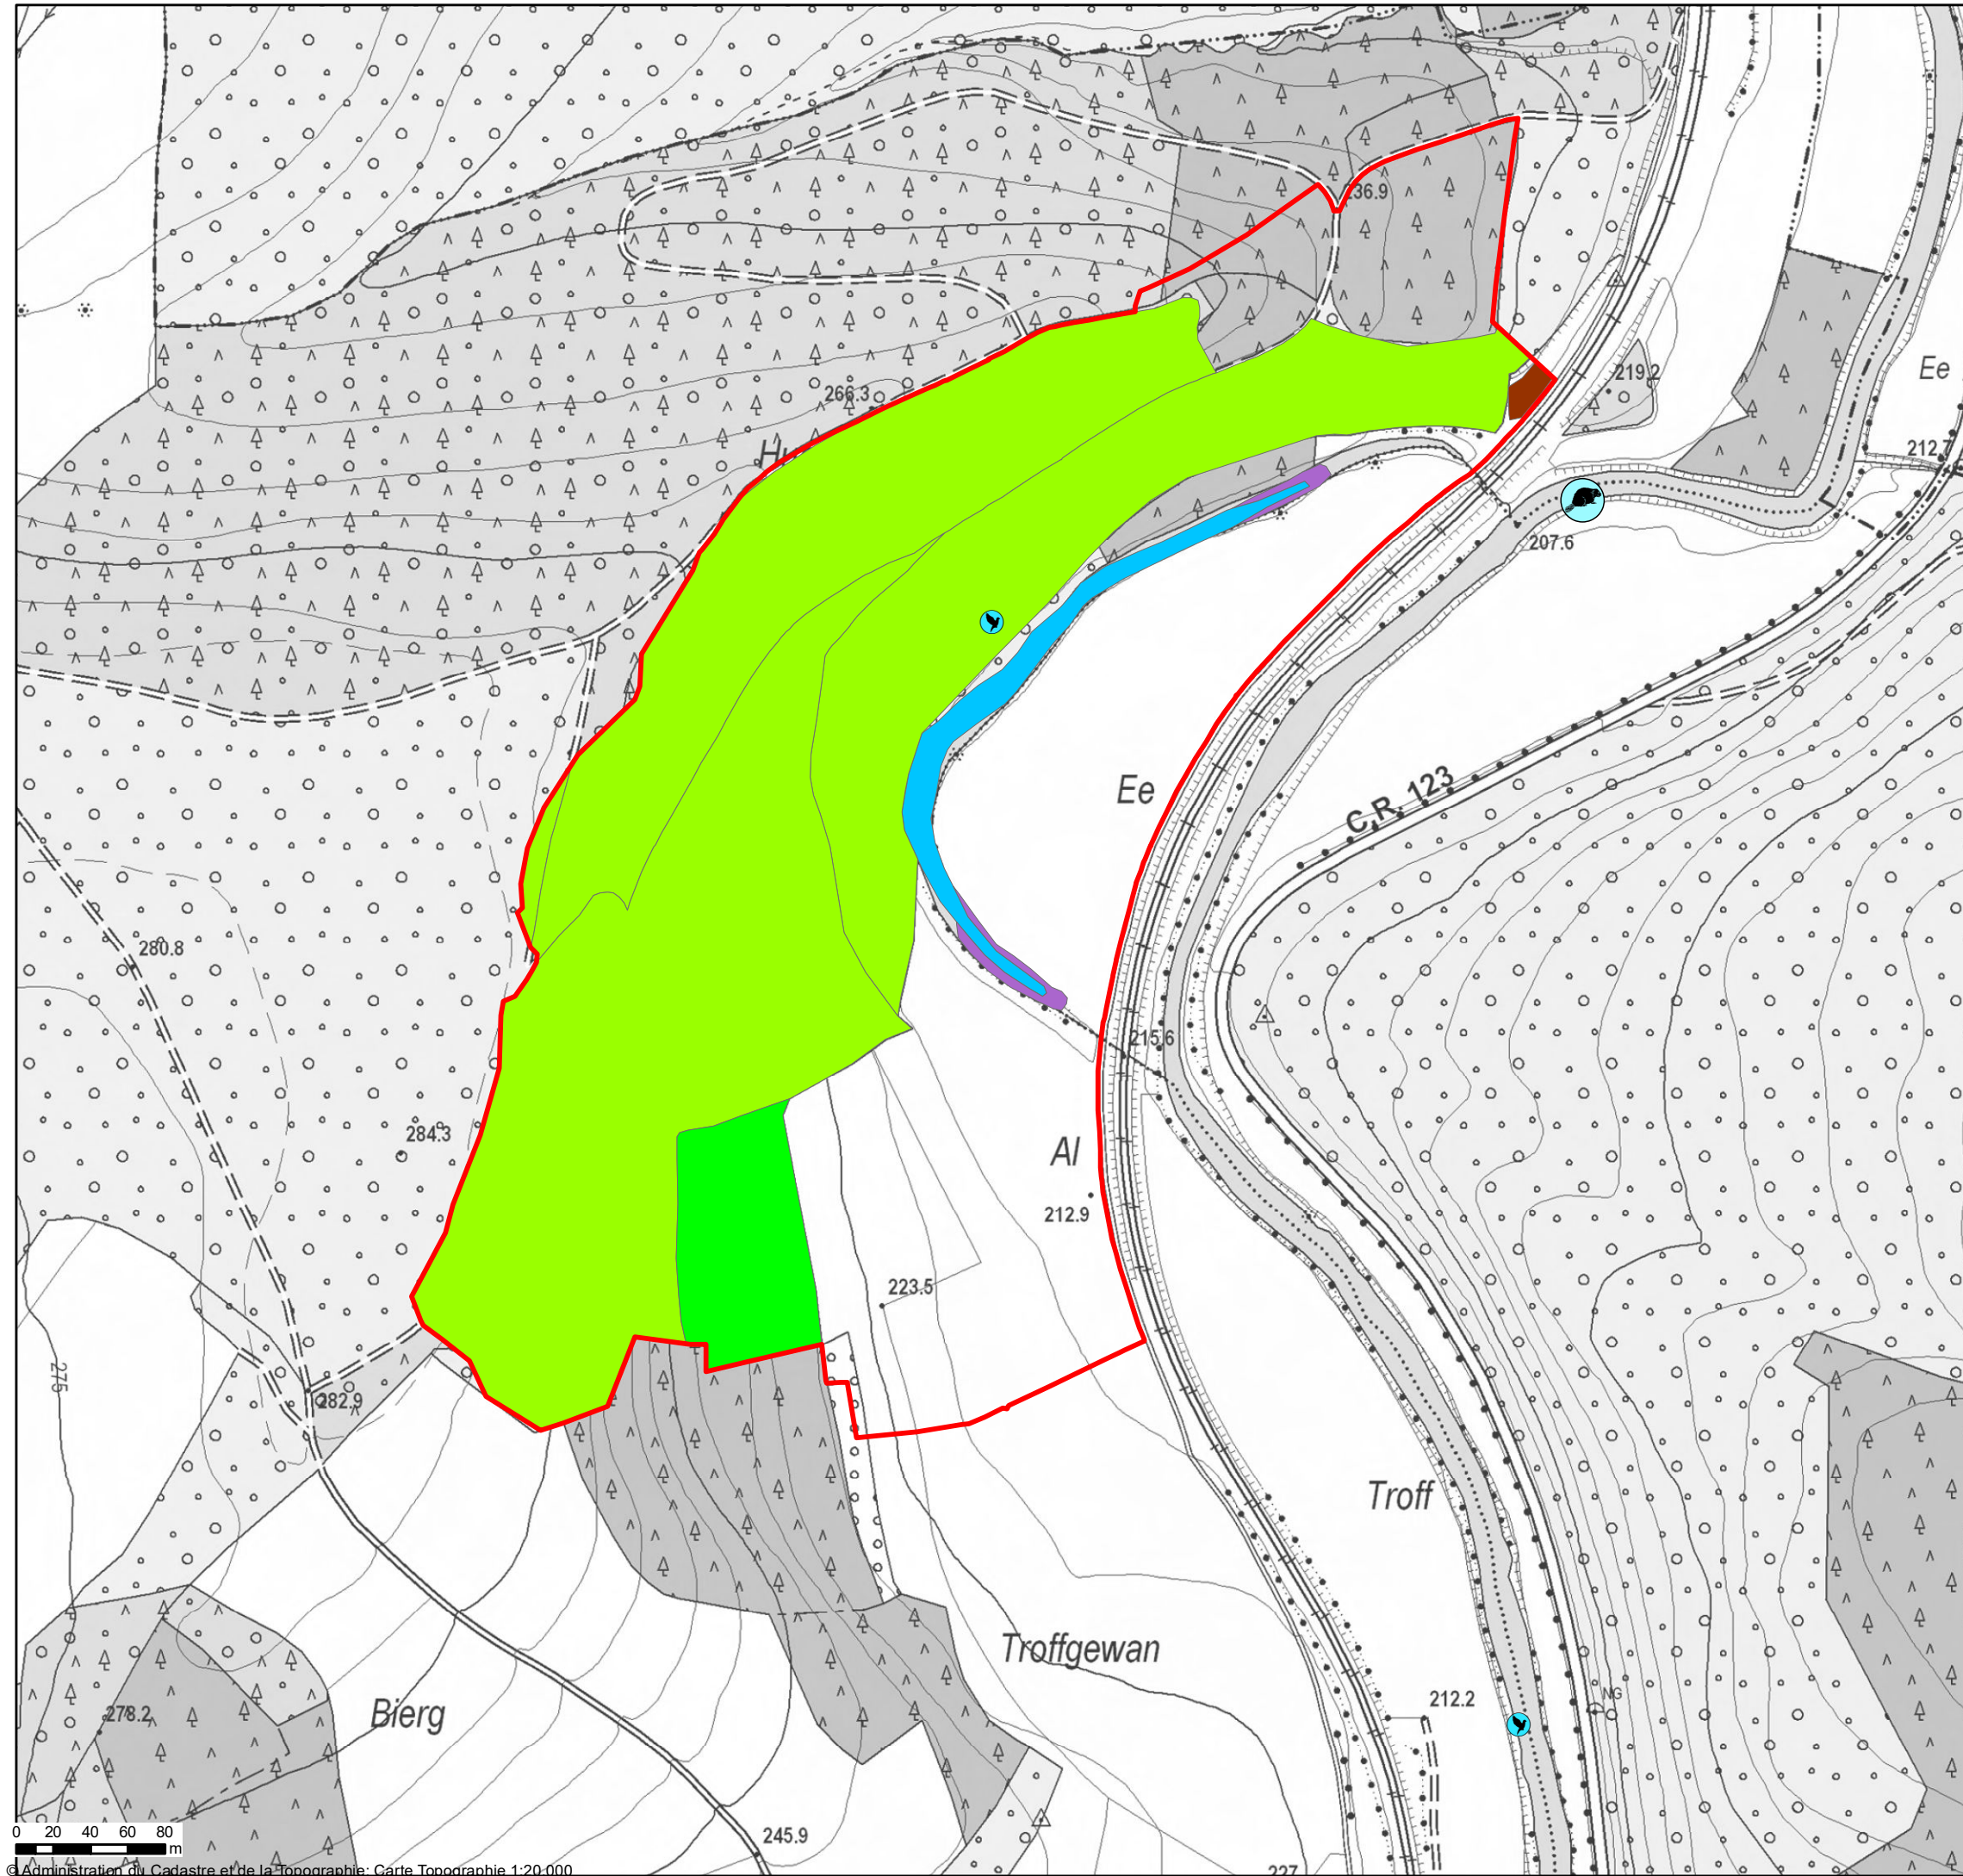 236.9
266.3
219.2
Ee
212.7
207.6
Ee
C.R. 123
280.8
215.6
284.3
Al
212.9
223.5
275
282.9
Troff
Troffgewan
212.2
NG
Bierg
278.2
0 20 40 60 80
m
245.9
227
© Administration du Cadastre et de la Topographie: Carte Topographie 1:20 000